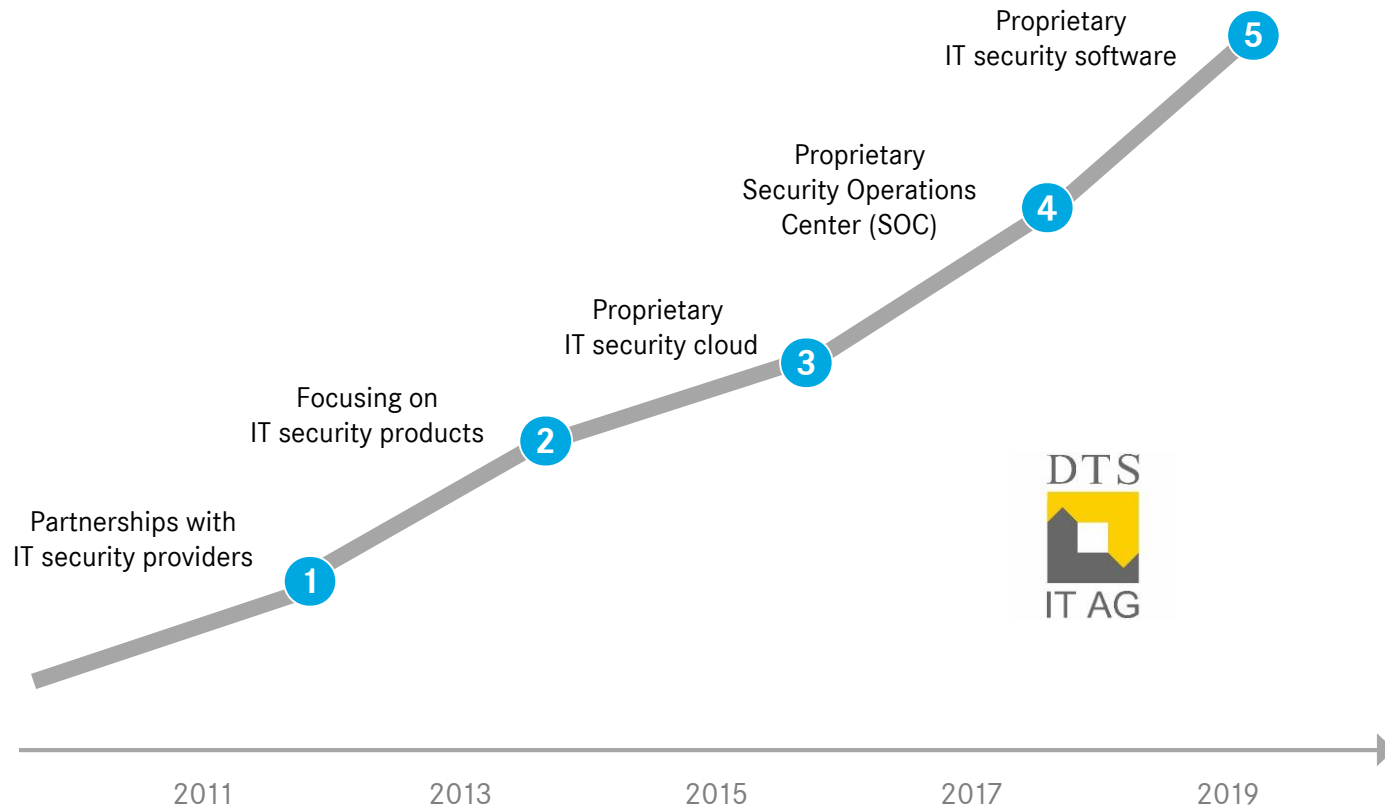 Proprietary
IT security software
5
Proprietary
Security Operations
Center (SOC)
4
Proprietary
IT security cloud
3
Focusing on
IT security products
2
Partnerships with
IT security providers
1
DTS
IT AG
2011
2013
2015
2017
2019